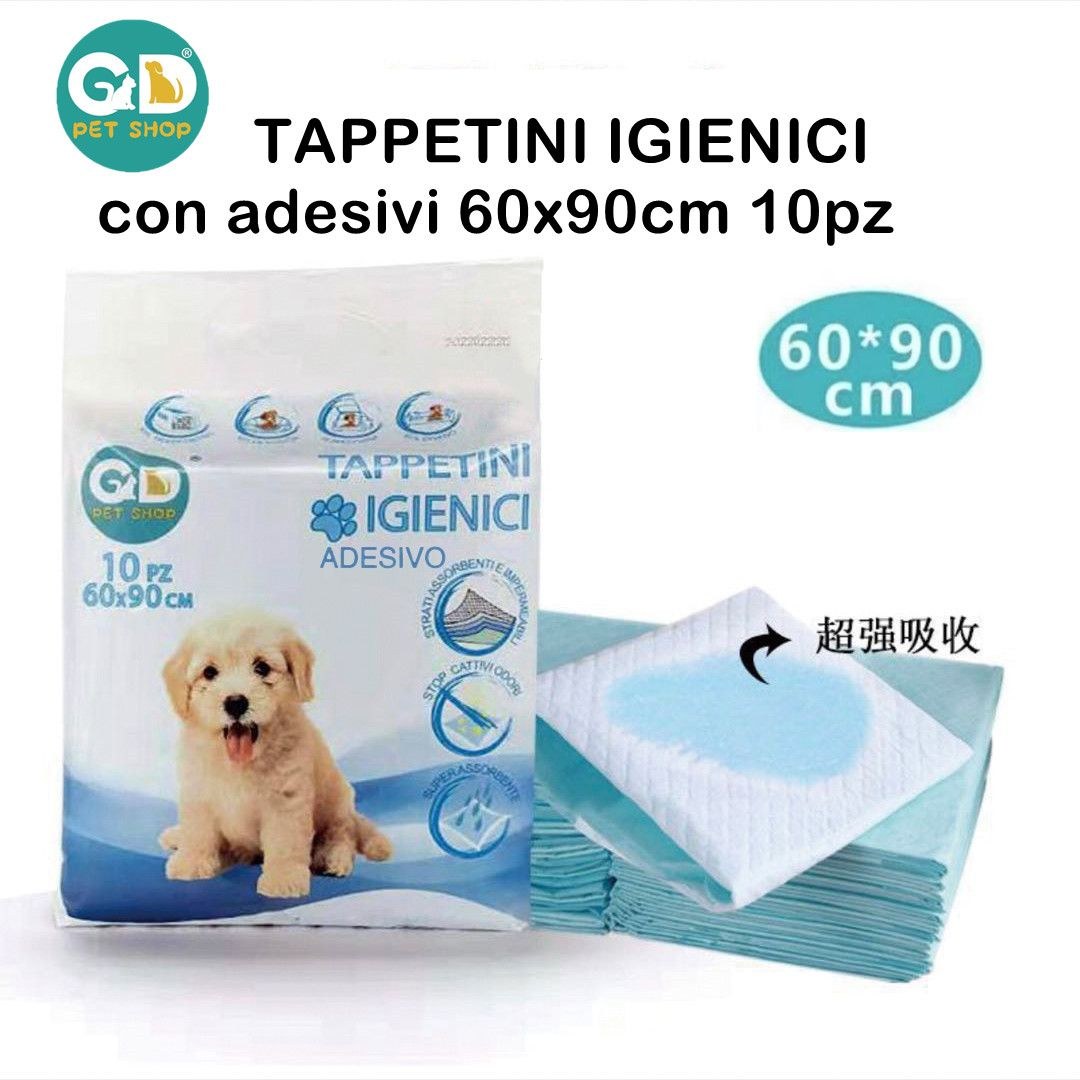 GD®
PET SHOP
TAPPETINI IGIENICI
con adesivi 60x90cm 10pz
60*90
cm
GD
PET SHOP
TAPPETINI
IGIENICI
ADESIVO
10 PZ
60x90 CM
STRATI ASSORBENTI E IMPERMEABILI
STOP CATTIVI ODORI
SUPER ASSORBENTE
超强吸收